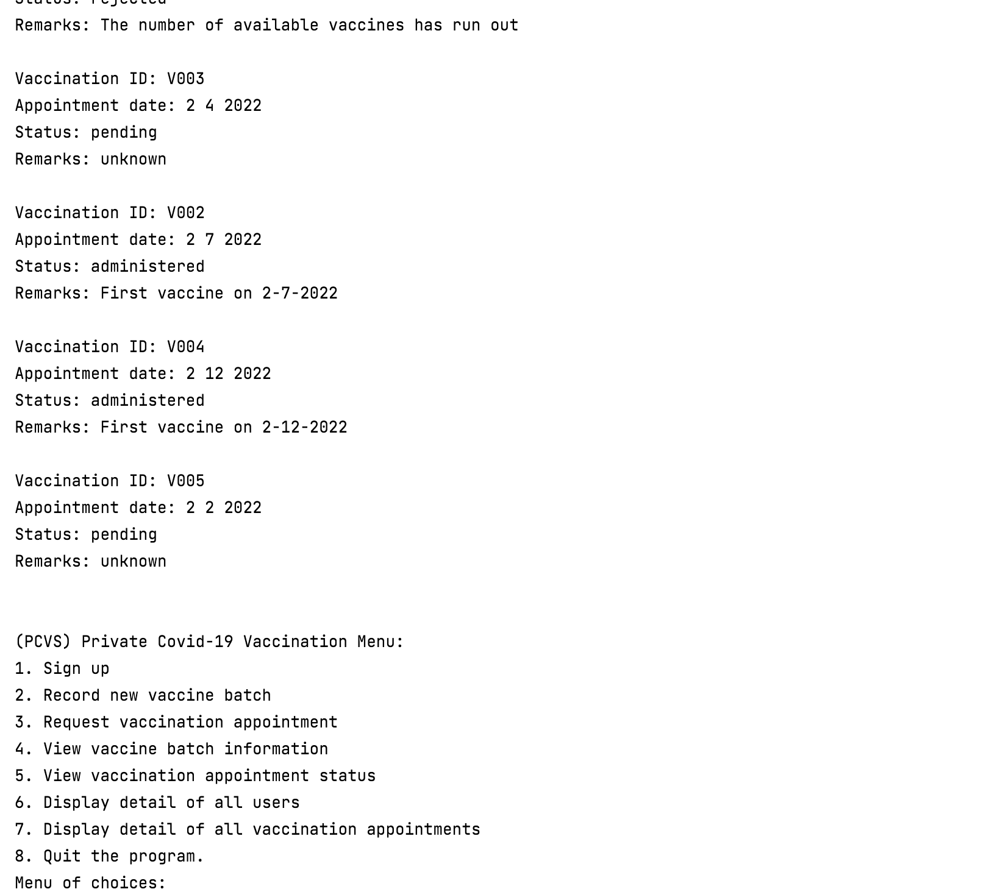 Status: rejected
Remarks: The number of available vaccines has run out
Vaccination ID: V003
Appointment date: 2 4 2022
Status: pending
Remarks: unknown
Vaccination ID: V002
Appointment date: 2 7 2022
Status: administered
Remarks: First vaccine on 2-7-2022
Vaccination ID: V004
Appointment date: 2 12 2022
Status: administered
Remarks: First vaccine on 2-12-2022
Vaccination ID: V005
Appointment date: 2 2 2022
Status: pending
Remarks: unknown
(PCVS) Private Covid-19 Vaccination Menu:
1. Sign up
2. Record new vaccine batch
3. Request vaccination appointment
4. View vaccine batch information
5. View vaccination appointment status
6. Display detail of all users
7. Display detail of all vaccination appointments
8. Quit the program.
Menu of choices: